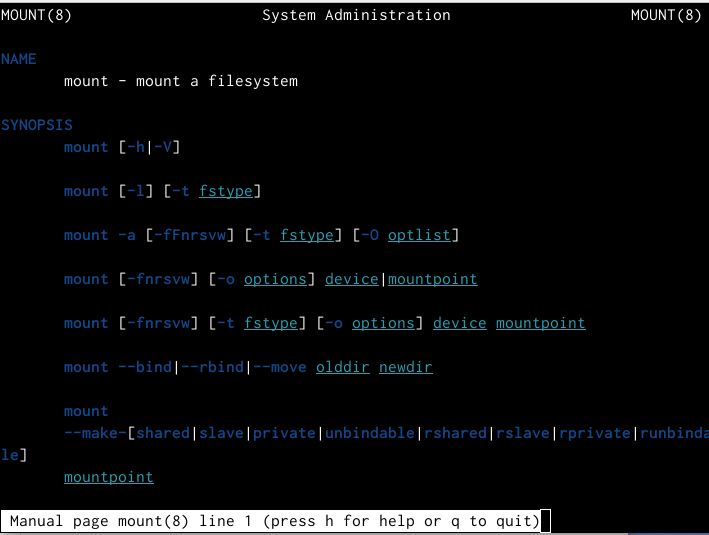 MOUNT(8) System Administration MOUNT(8)
NAME
mount - mount a filesystem
SYNOPSIS
mount [-h|-V]
mount [-l] [-t fstype]
mount -a [-fFnrsvw] [-t fstype] [-O optlist]
mount [-fnrsvw] [-o options] device|mountpoint
mount [-fnrsvw] [-t fstype] [-o options] device mountpoint
mount --bind|--rbind|--move olddir newdir
mount
--make-[shared|slave|private|unbindable|rshared|rslave|rprivate|runbinda
le]
mountpoint
Manual page mount(8) line 1 (press h for help or q to quit)